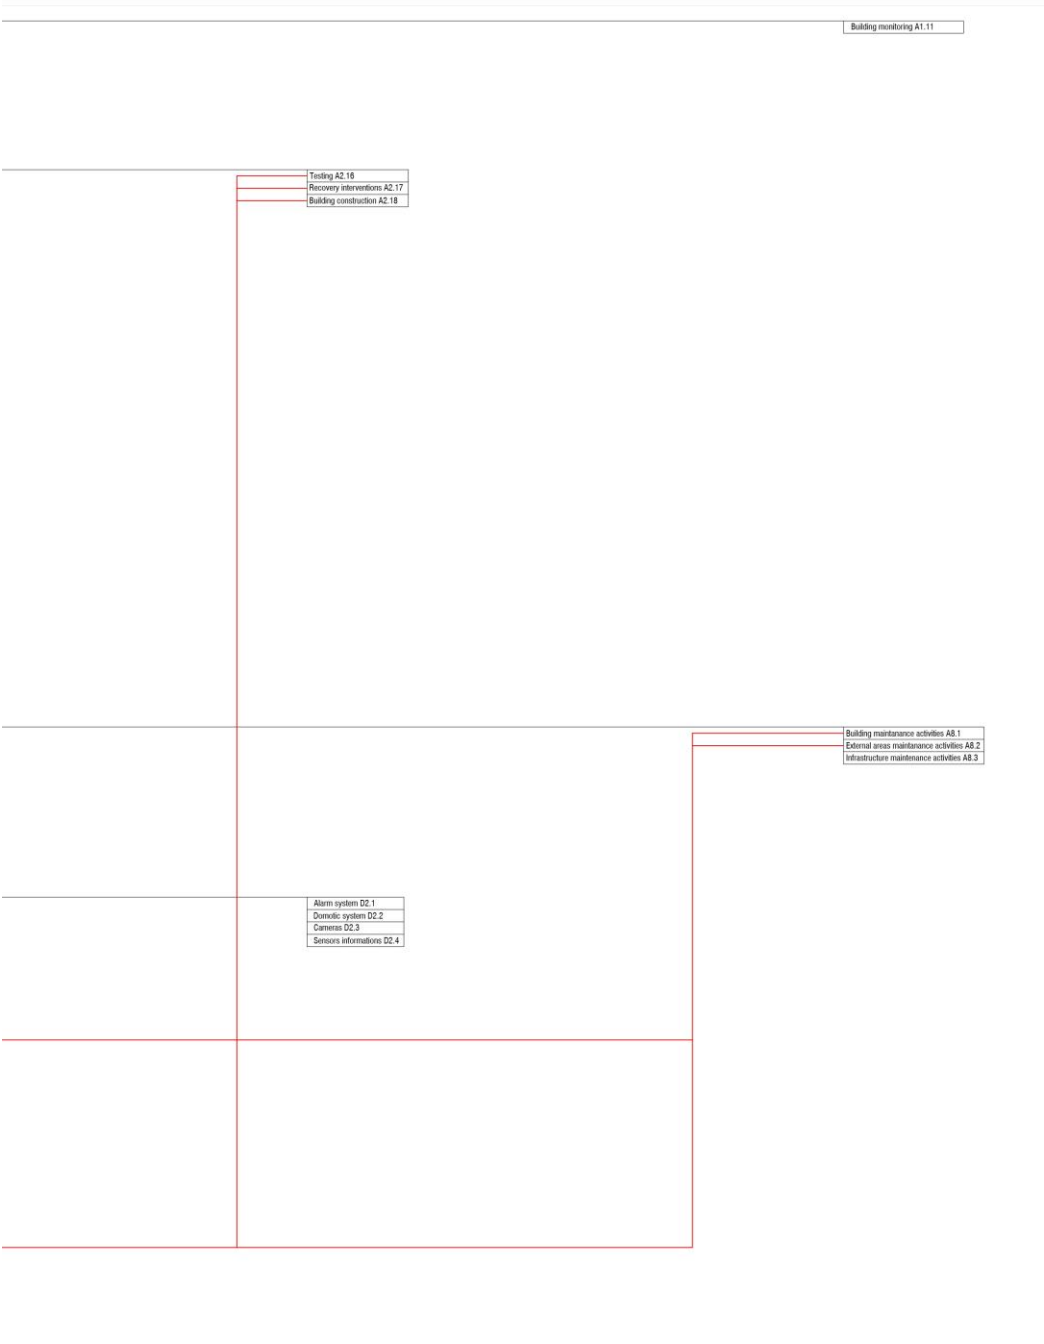 Building monitoring A1.11
Testing A2.16
Recovery interventions A2.17
Building construction A2.18
Building maintanance activities A8.1
External areas maintanance activities A8.2
Infrastructure maintenance activities A8.3
Alarm system D2.1
Domotic system D2.2
Cameras D2.3
Sensors informations D2.4